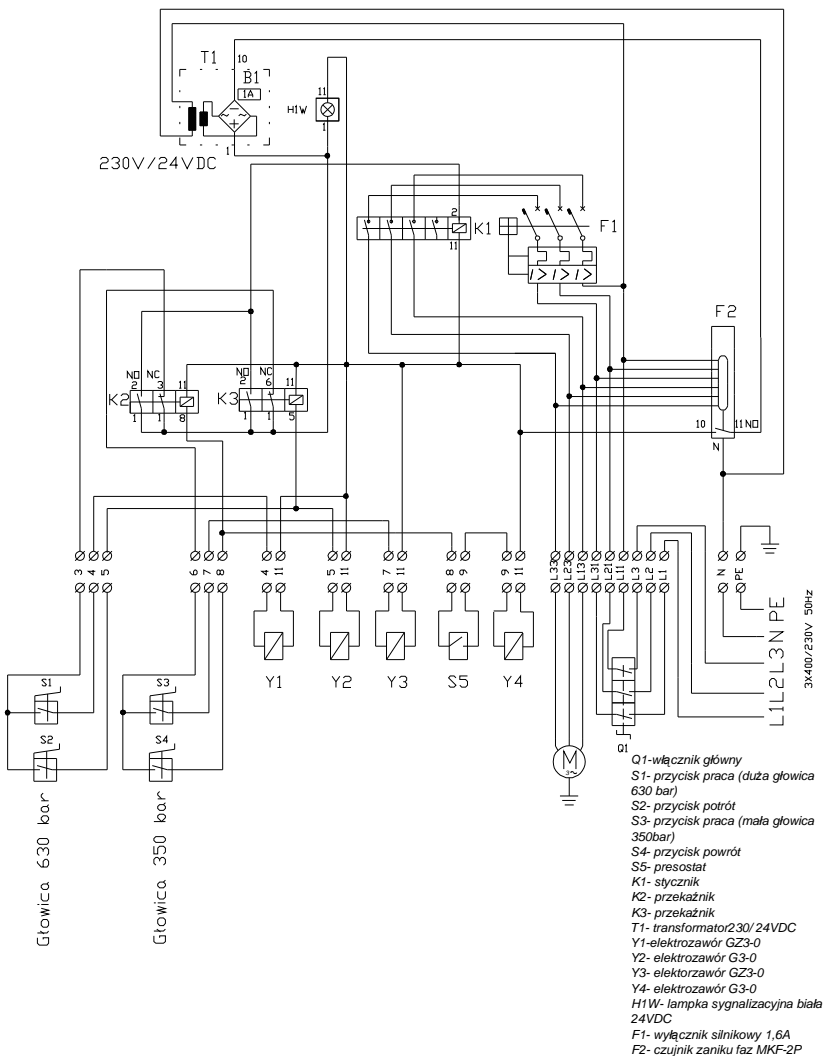 T1
10
B1
1A
H1W
11
1
1
230V/24VDC
2
K1
11
F1
I> I> I>
F2
10
11 NO
N
NO NC
2 3 11
K2
1 1 8
NO NC
2 6 11
K3
1 1 5
3 4 5
6 7 8
4 11
5 11
7 11
8 9
9 11
L33 L23 L13 L31 L21 L11 L3 L2 L1
N PE
Y1
Y2
Y3
S5
Y4
S1
S2
S3
S4
Głowica 630 bar
Głowica 350 bar
M
3~
Q1
L1 L2 L3 N PE
3X400/230V 50Hz
Q1-włącznik główny
S1- przycisk praca (duża głowica
630 bar)
S2- przycisk potrót
S3- przycisk praca (mała głowica
350bar)
S4- przycisk powrót
S5- presostat
K1- stycznik
K2- przekaźnik
K3- przekaźnik
T1- transformator230/ 24VDC
Y1-elektrozawór GZ3-0
Y2- elektrozawór G3-0
Y3- elektorzawór GZ3-0
Y4- elektrozawór G3-0
H1W- lampka sygnalizacyjna biała
24VDC
F1- wyłącznik silnikowy 1,6A
F2- czujnik zaniku faz MKF-2P